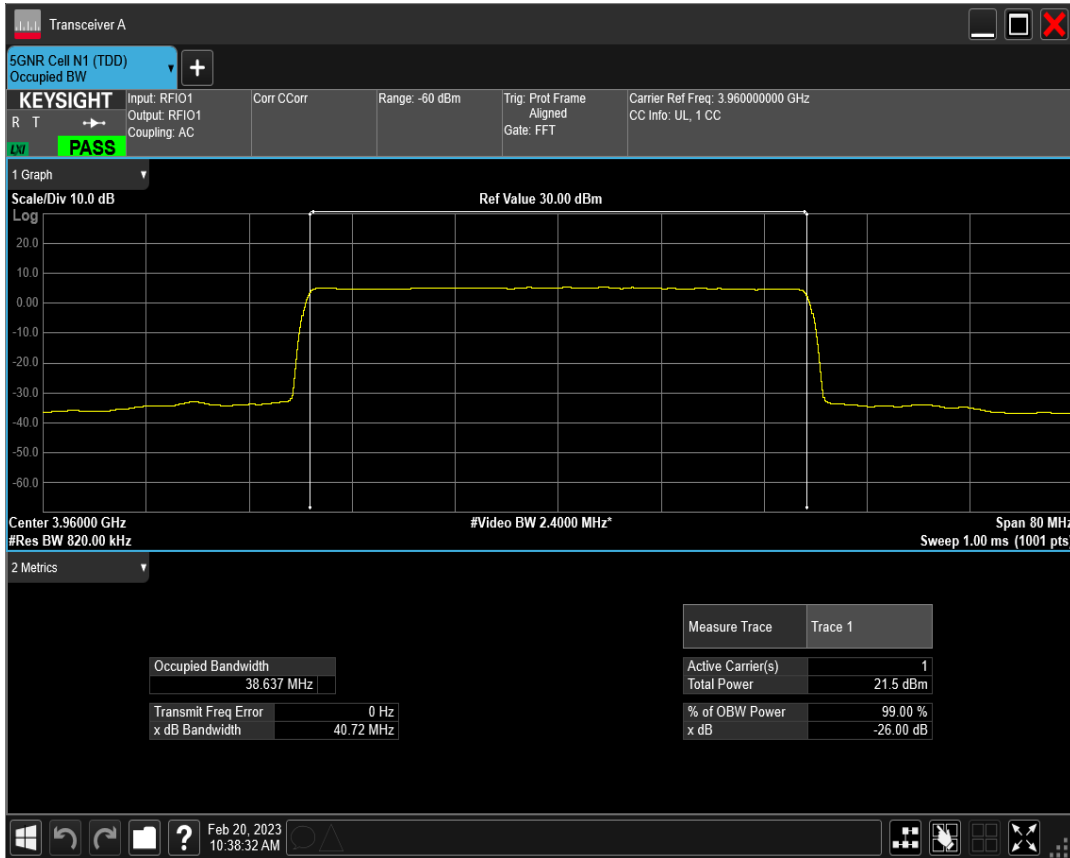 Transceiver A
5GNR Cell N1 (TDD)
Occupied BW
+
KEYSIGHT
R T
LXI
PASS
Input: RFIO1
Output: RFIO1
Coupling: AC
Corr CCorr
Range: -60 dBm
Trig: Prot Frame
Aligned
Gate: FFT
Carrier Ref Freq: 3.960000000 GHz
CC Info: UL, 1 CC
1 Graph
Scale/Div 10.0 dB
Ref Value 30.00 dBm
Log
20.0
10.0
0.00
-10.0
-20.0
-30.0
-40.0
-50.0
-60.0
Center 3.96000 GHz
#Video BW 2.4000 MHz*
Span 80 MHz
#Res BW 820.00 kHz
Sweep 1.00 ms (1001 pts)
2 Metrics
Measure Trace Trace 1
Occupied Bandwidth
38.637 MHz
Active Carrier(s) 1
Total Power 21.5 dBm
Transmit Freq Error 0 Hz
x dB Bandwidth 40.72 MHz
% of OBW Power 99.00 %
x dB -26.00 dB
?
Feb 20, 2023
10:38:32 AM